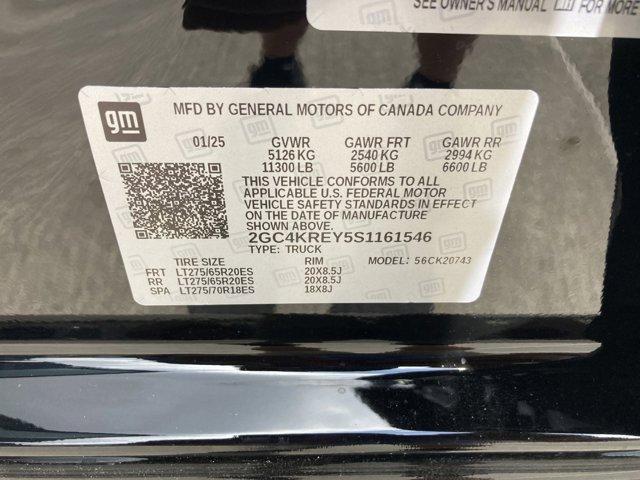 SEE OWNER'S MANUAL FOR MORE
gm
MFD BY GENERAL MOTORS OF CANADA COMPANY
01/25 GVWR GAWR FRT GAWR RR
5126 KG 2540 KG 2994 KG
11300 LB 5600 LB 6600 LB
THIS VEHICLE CONFORMS TO ALL
APPLICABLE U.S. FEDERAL MOTOR
VEHICLE SAFETY STANDARDS IN EFFECT
ON THE DATE OF MANUFACTURE
SHOWN ABOVE.
2GC4KREY5S1161546
TYPE: TRUCK
TIRE SIZE RIM MODEL: 56CK20743
FRT LT275/65R20ES 20X8.5J
RR LT275/65R20ES 20X8.5J
SPA LT275/70R18ES 18X8J